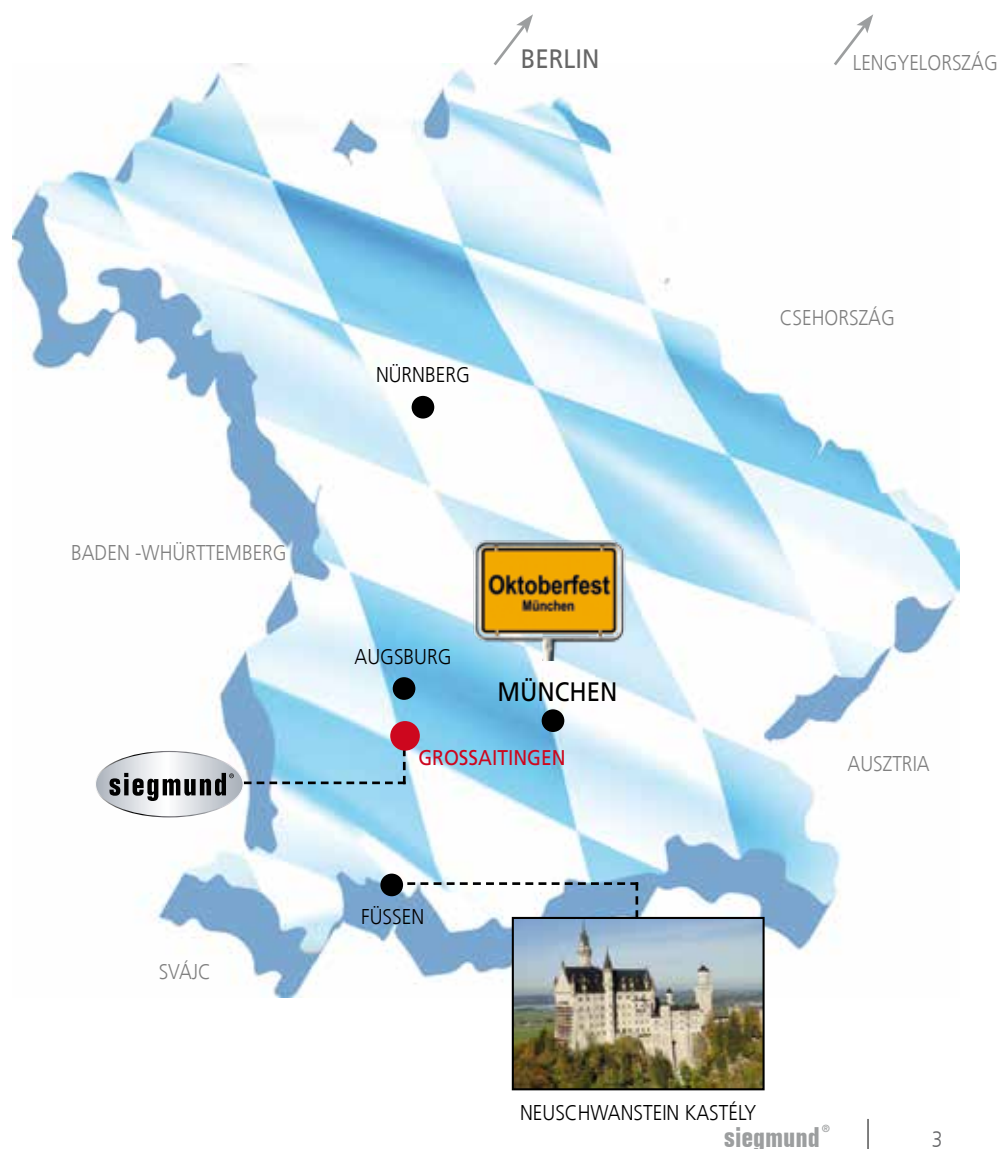 BERLIN
LENGYELORSZÁG
CSEHORSZÁG
NÜRNBERG
BADEN -WHÜRTTEMBERG
Oktoberfest
München
AUGSBURG
MÜNCHEN
GROSSAITINGEN
AUSZTRIA
siegmund®
FÜSSEN
SVÁJC
NEUSCHWANSTEIN KASTÉLY
siegmund® 3